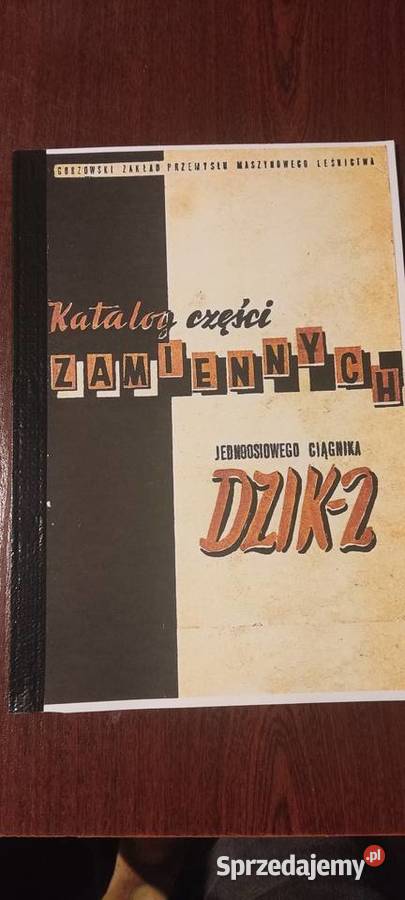 GORZOWSKI ZAKŁAD PRZEMYSŁU MASZYNOWEGO LEŚNICTWA
Katalog części
ZAMIENNYCH
JEDNOOSIOWEGO CIĄGNIKA
DZIK-2
Sprzedajemy.pl